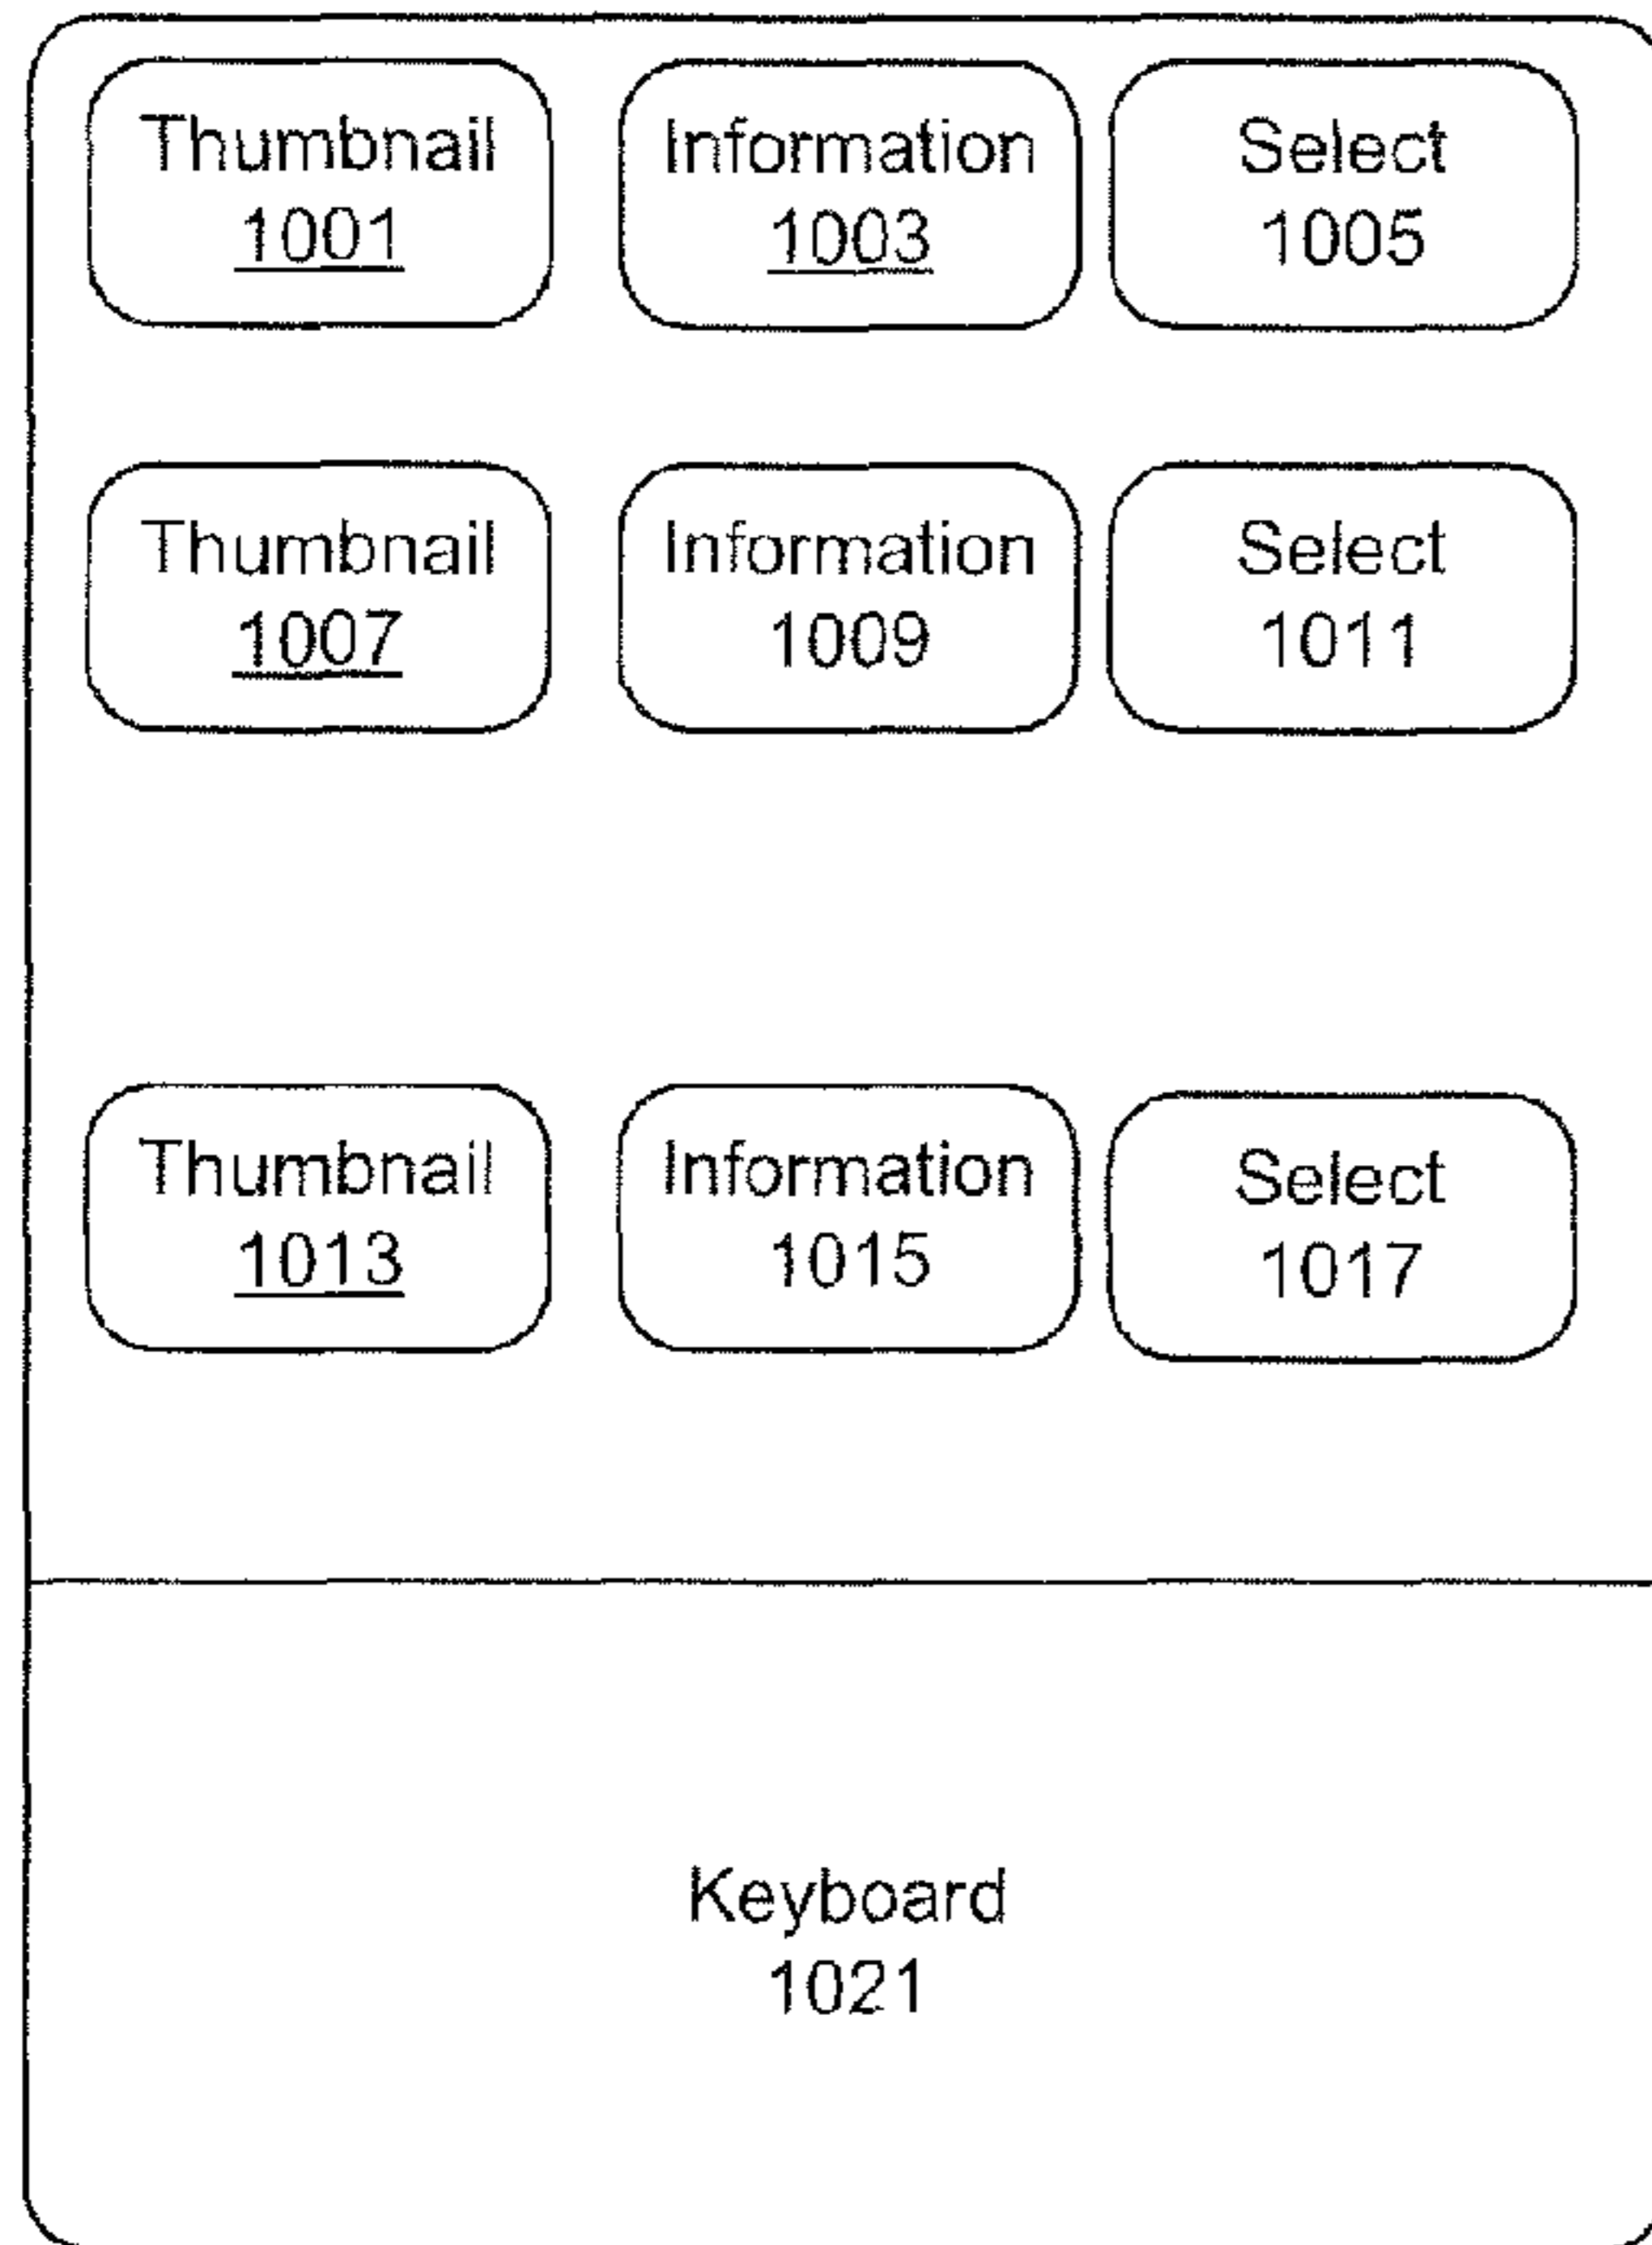 Thumbnail
1001
Information
1003
Select
1005
Thumbnail
1007
Information
1009
Select
1011
Thumbnail
1013
Information
1015
Select
1017
Keyboard
1021